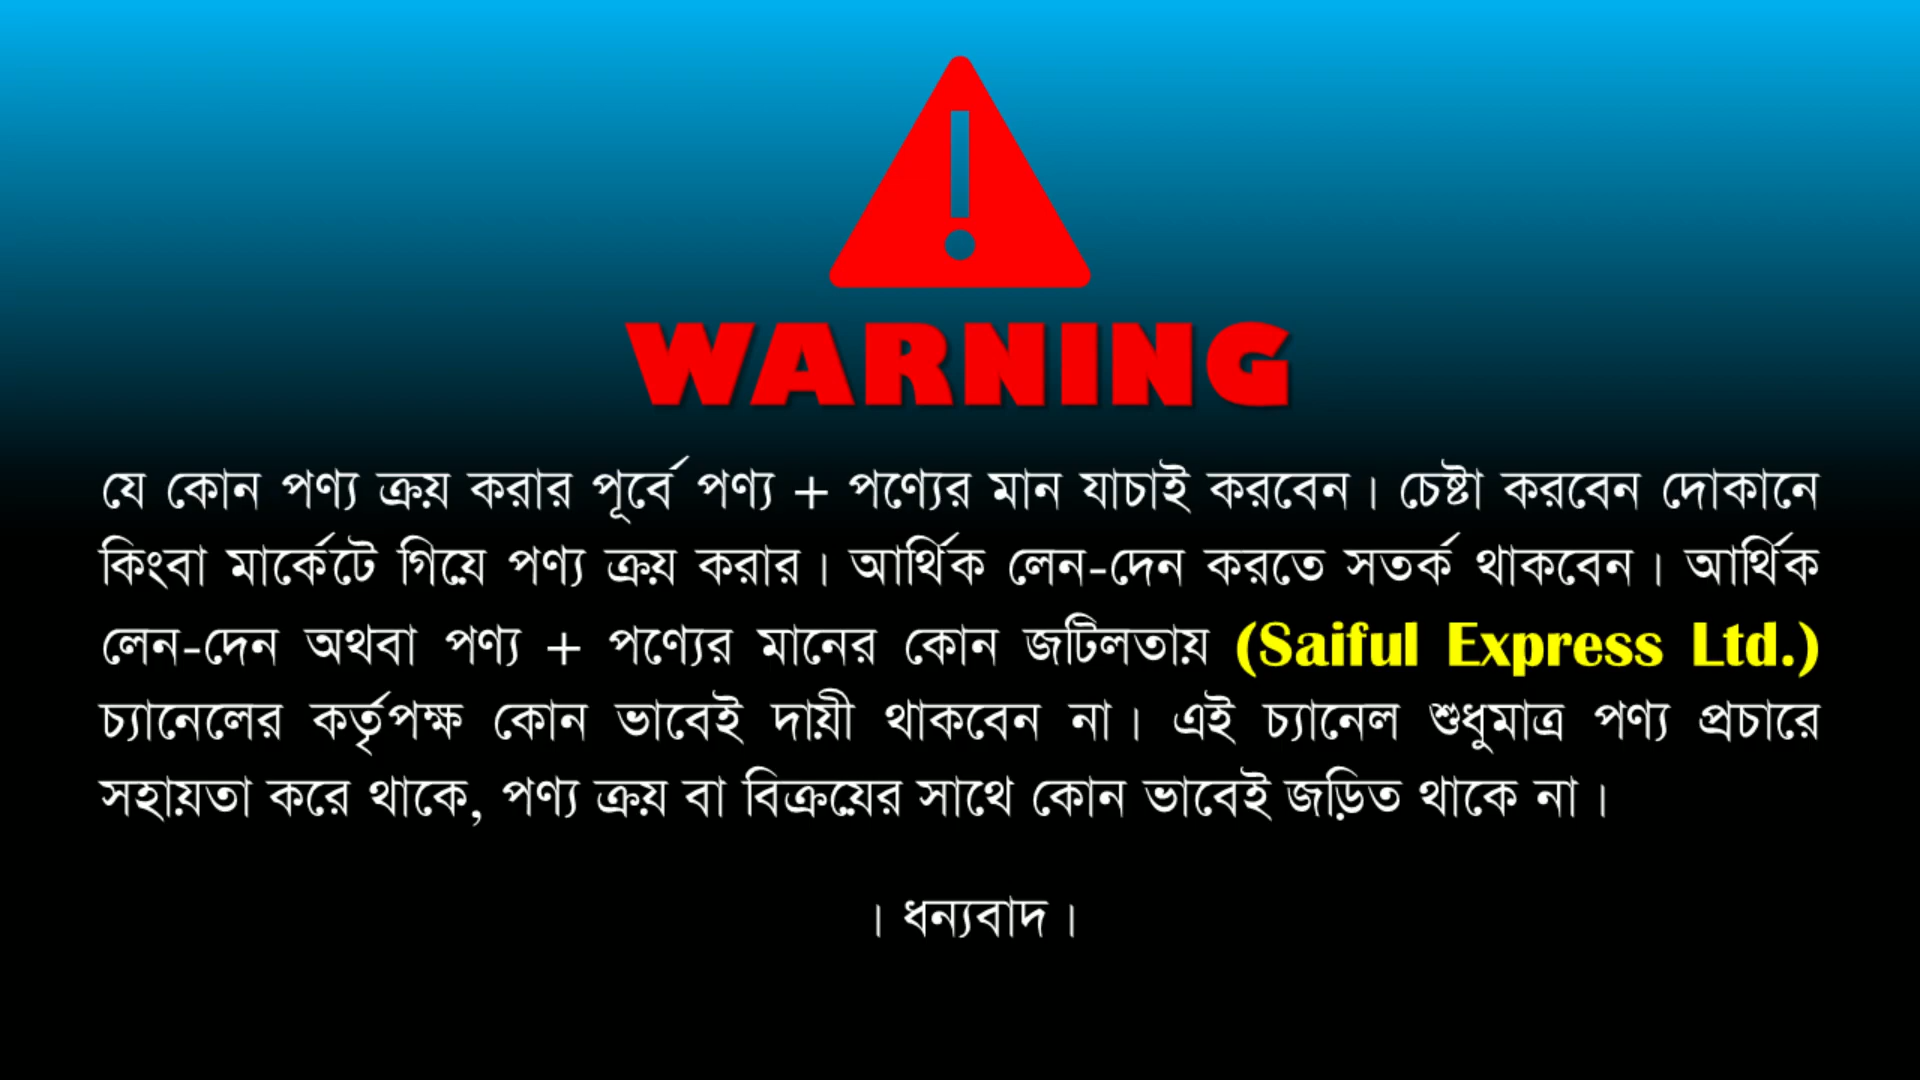 WARNING
যে কোন পণ্য ক্রয় করার পূর্বে পণ্য + পণ্যের মান যাচাই করবেন। চেষ্টা করবেন দোকানে
কিংবা মার্কেটে গিয়ে পণ্য ক্রয় করার। আর্থিক লেন-দেন করতে সতর্ক থাকবেন। আর্থিক
লেন-দেন অথবা পণ্য + পণ্যের মানের কোন জটিলতায় (Saiful Express Ltd.)
চ্যানেলের কর্তৃপক্ষ কোন ভাবেই দায়ী থাকবেন না। এই চ্যানেল শুধুমাত্র পণ্য প্রচারে
সহায়তা করে থাকে, পণ্য ক্রয় বা বিক্রয়ের সাথে কোন ভাবেই জড়িত থাকে না।
। ধন্যবাদ।